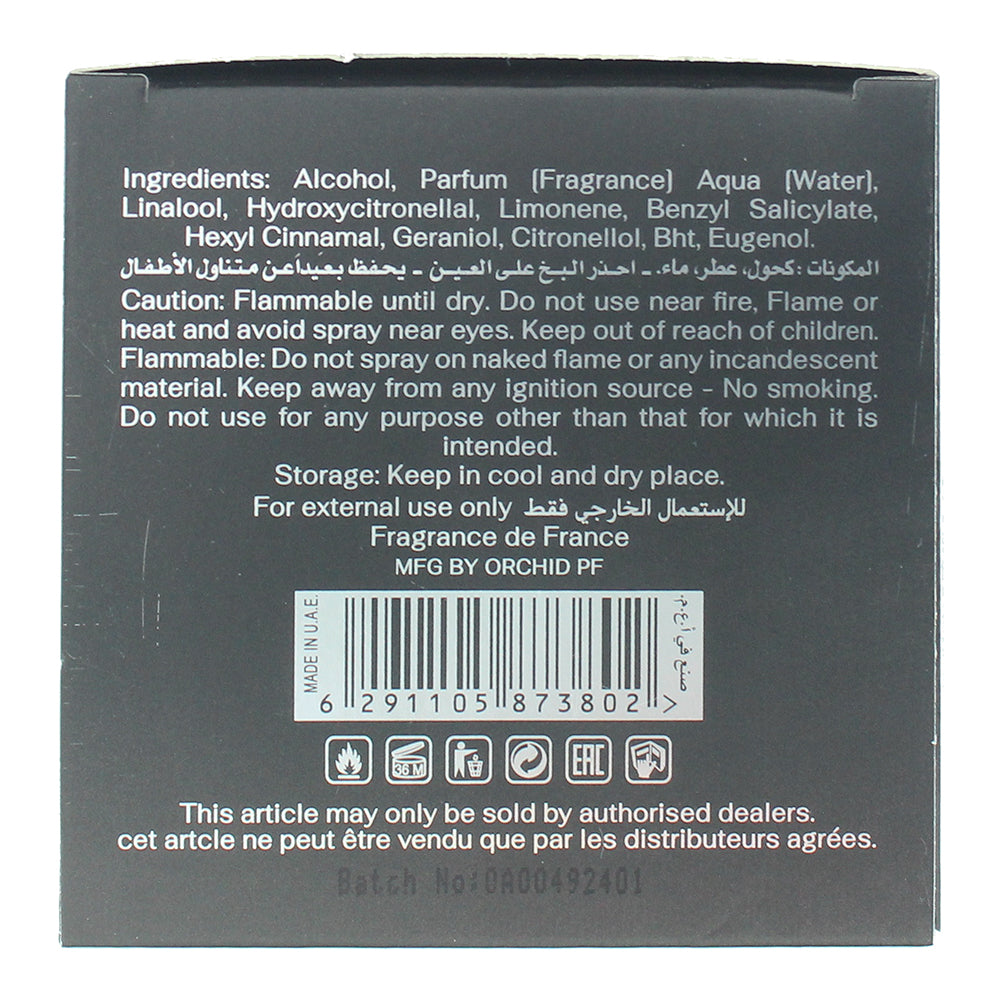 Ingredients: Alcohol, Parfum (Fragrance) Aqua (Water),
Linalool, Hydroxycitronellal, Limonene, Benzyl Salicylate,
Hexyl Cinnamal, Geraniol, Citronellol, Bht, Eugenol.
المكونات : كحول، عطر، ماء. - احذر البخ على العين - يحفظ بعيداً عن متناول الأطفال
Caution: Flammable until dry. Do not use near fire, Flame or
heat and avoid spray near eyes. Keep out of reach of children.
Flammable: Do not spray on naked flame or any incandescent
material. Keep away from any ignition source - No smoking.
Do not use for any purpose other than that for which it is
intended.
Storage: Keep in cool and dry place.
For external use only للإستعمال الخارجي فقط
Fragrance de France
MFG BY ORCHID PF
MADE IN U.A.E.
صنع في أ.ع.م.
6 291105 873802 >
36 M
EAC
This article may only be sold by authorised dealers.
cet artcle ne peut être vendu que par les distributeurs agrées.
Batch No:0A00492401